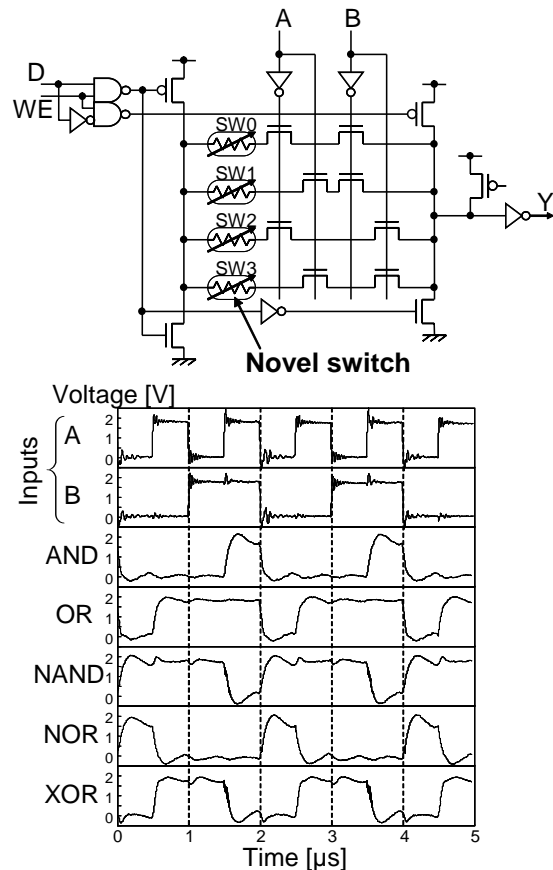 A B
D
WE
SW0
SW1
SW2
SW3
Y
Novel switch
Voltage [V]
Inputs
A
2
1
0
B
2
1
0
AND
2
1
0
OR
2
1
0
NAND
2
1
0
NOR
2
1
0
XOR
2
1
0
0 1 2 3 4 5
Time [µs]